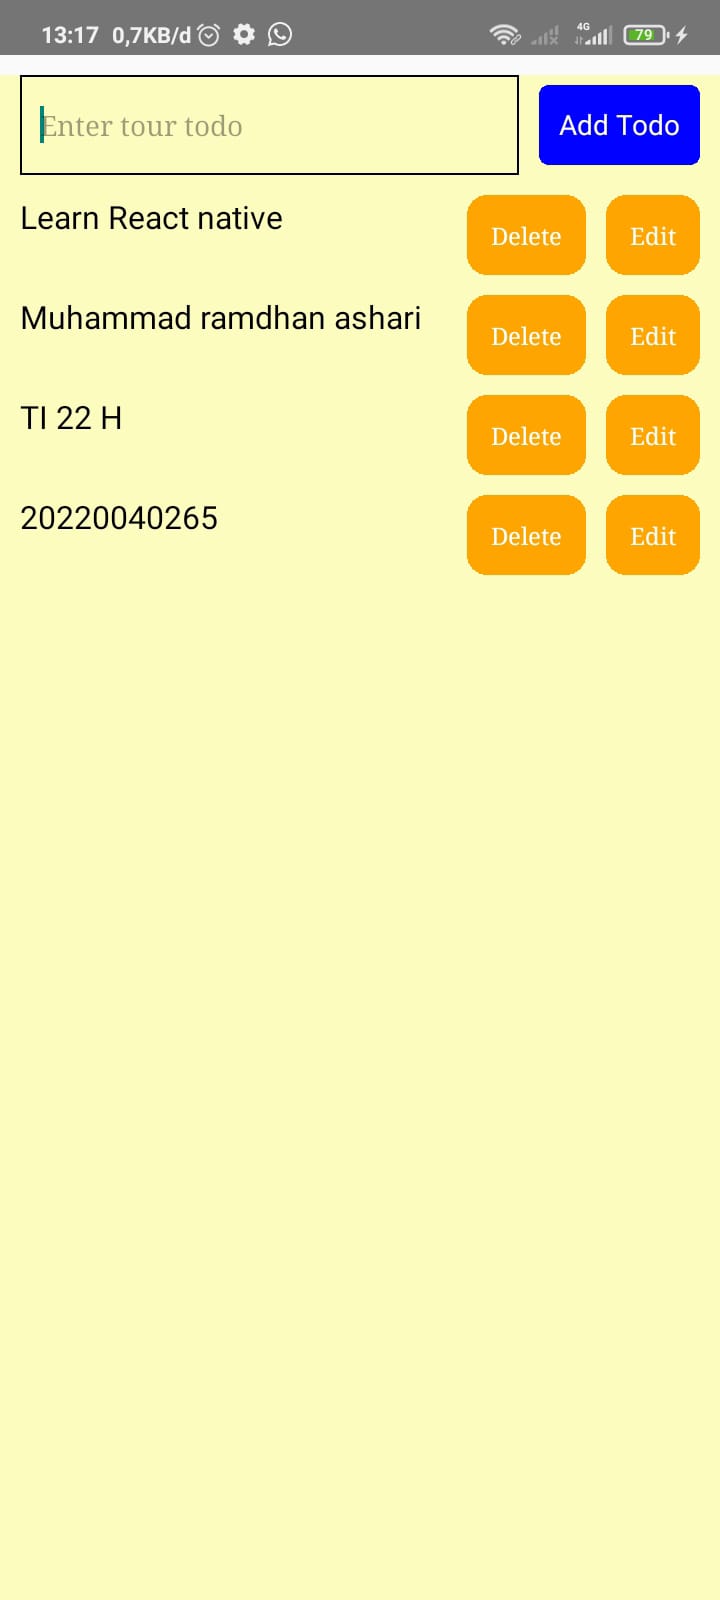 13:17 0,7KB/d 4G 79
Enter tour todo Add Todo
Learn React native Delete Edit
Muhammad ramdhan ashari Delete Edit
TI 22 H Delete Edit
20220040265 Delete Edit